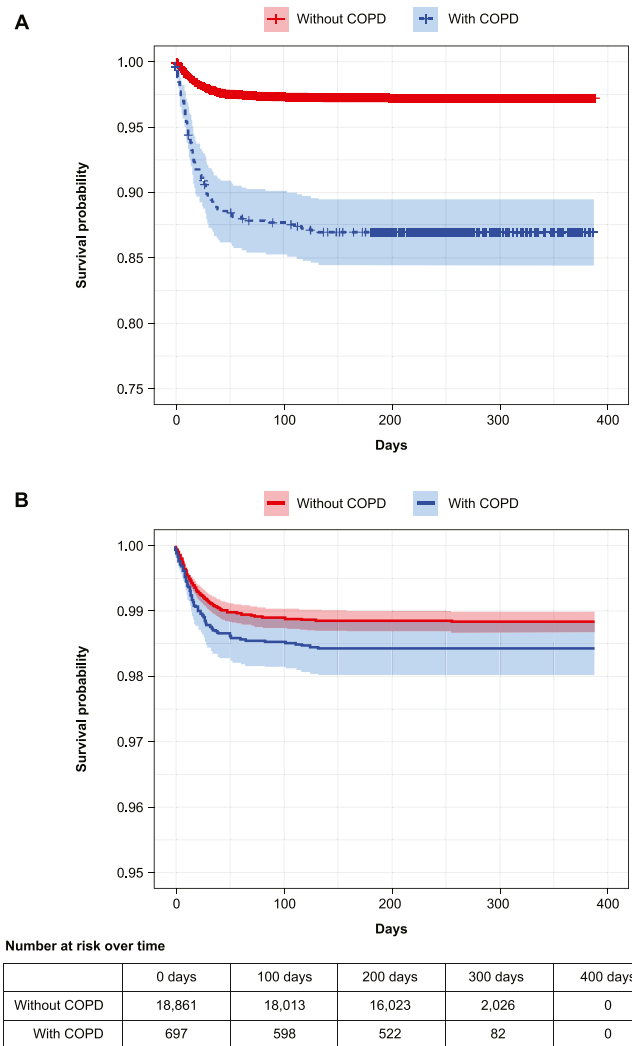 A
Without COPD
With COPD
1.00
0.95
0.90
0.85
0.80
0.75
Survival probability
0
100
200
300
400
Days
B
Without COPD
With COPD
1.00
0.99
0.98
0.97
0.96
0.95
Survival probability
0
100
200
300
400
Days
Number at risk over time
0 days 100 days 200 days 300 days 400 days
Without COPD 18,861 18,013 16,023 2,026 0
With COPD 697 598 522 82 0